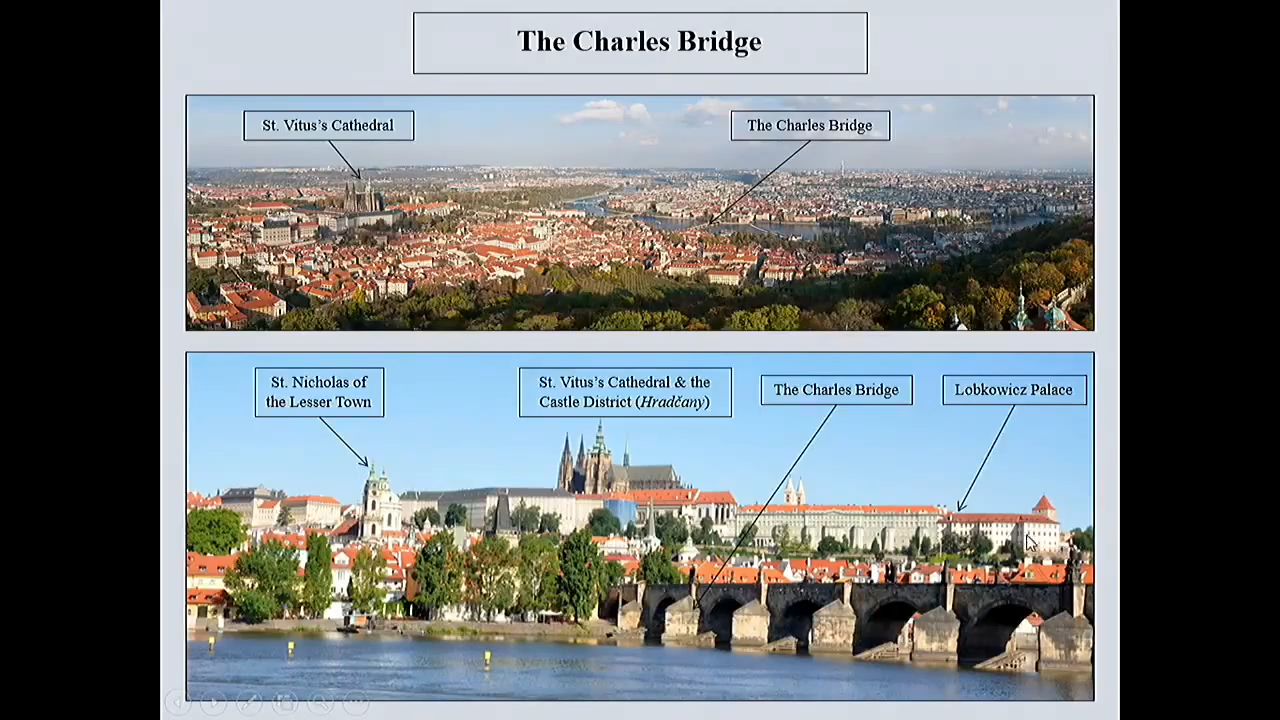 The Charles Bridge
St. Vitus's Cathedral
The Charles Bridge
St. Nicholas of
the Lesser Town
St. Vitus's Cathedral & the
Castle District (Hradčany)
The Charles Bridge
Lobkowicz Palace